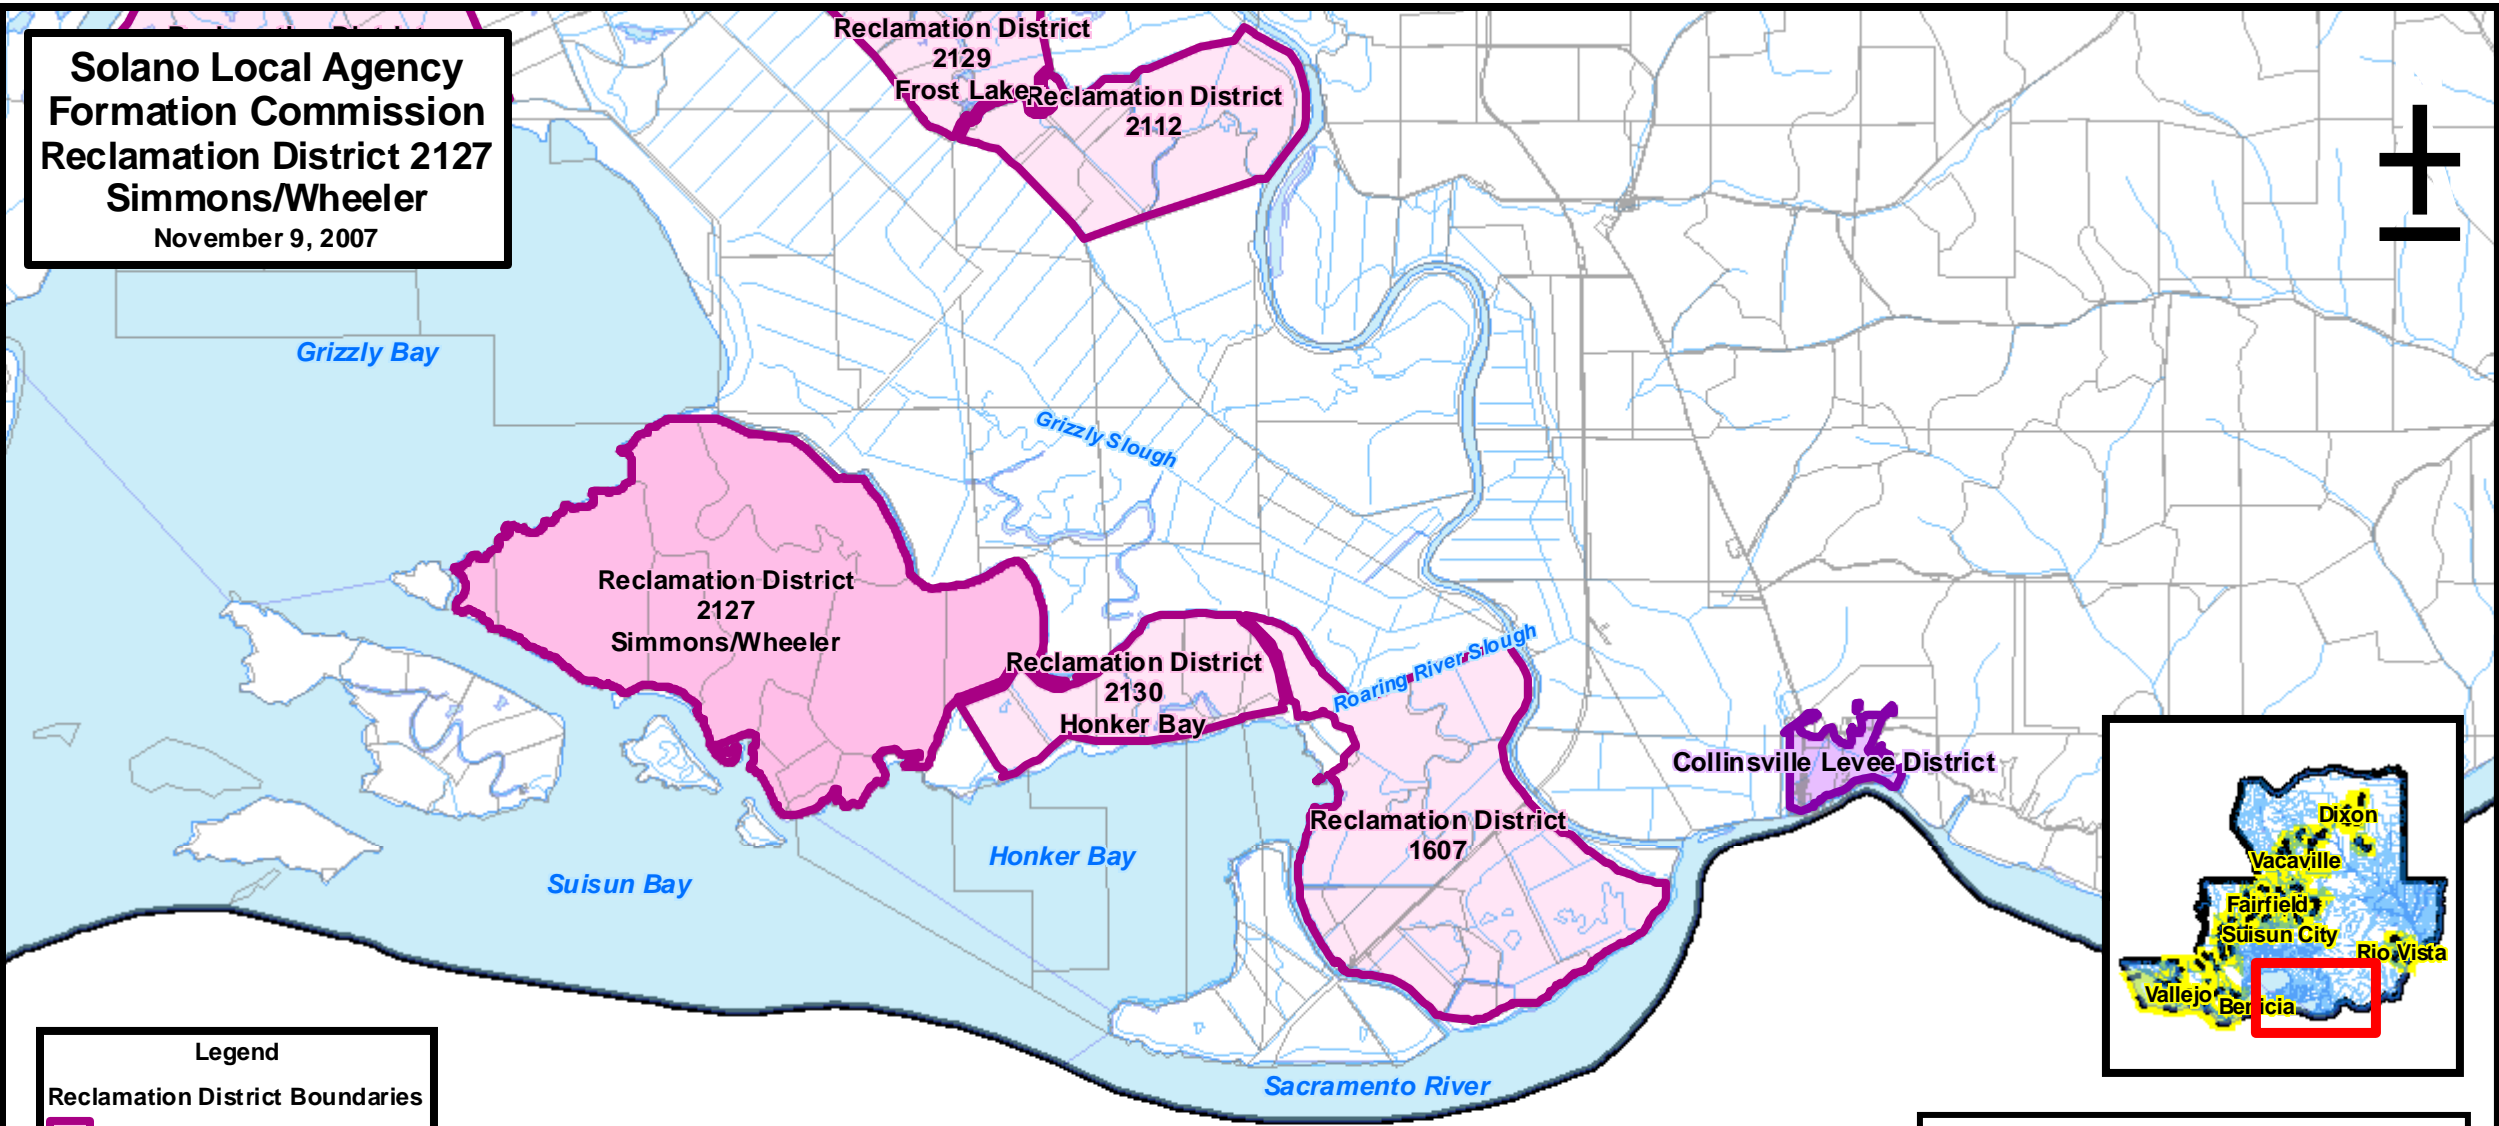 Solano Local Agency
Formation Commission
Reclamation District 2127
Simmons/Wheeler
November 9, 2007
Reclamation District
2129
Frost Lake
Reclamation District
2112
Grizzly Bay
Grizzly Slough
Reclamation District
2127
Simmons/Wheeler
Reclamation District
2130
Honker Bay
Roaring River Slough
Collinsville Levee District
Reclamation District
1607
Honker Bay
Suisun Bay
Sacramento River
Dixon
Vacaville
Fairfield
Suisun City
Rio Vista
Vallejo
Benicia
Legend
Reclamation District Boundaries